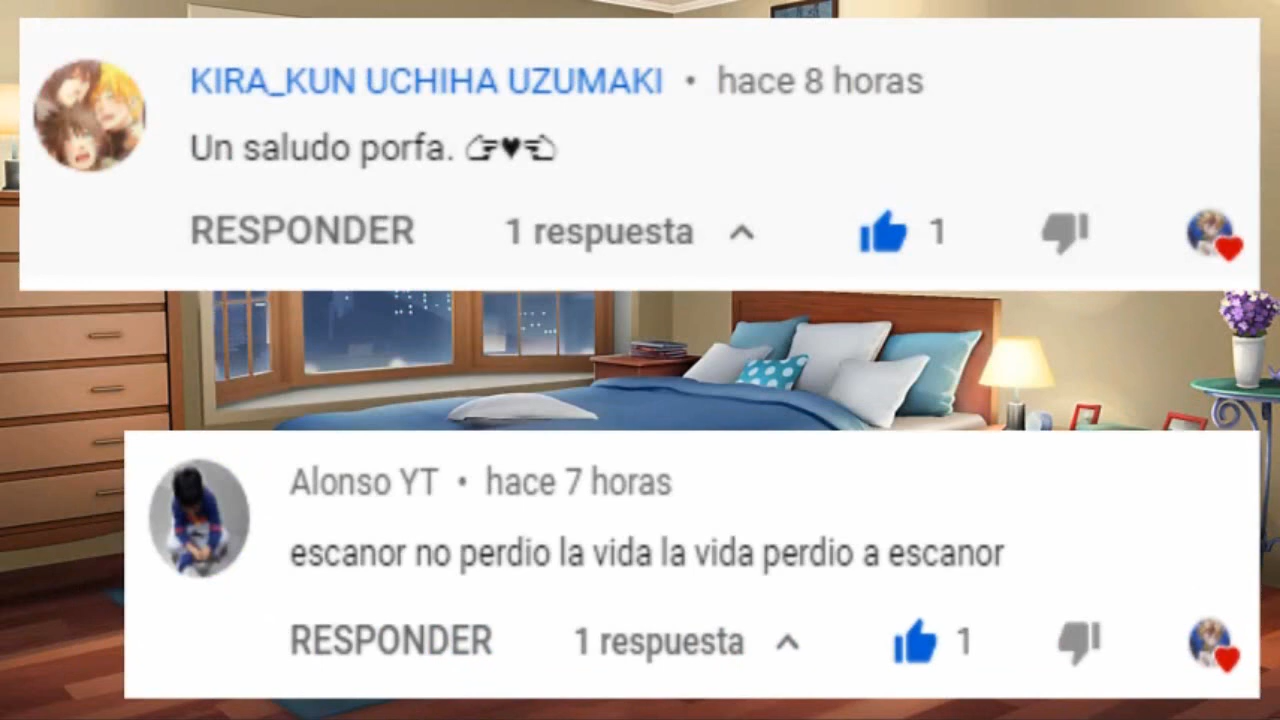 KIRA_KUN UCHIHA UZUMAKI • hace 8 horas
Un saludo porfa. 👉♥👈
RESPONDER 1 respuesta 1
Alonso YT • hace 7 horas
escanor no perdio la vida la vida perdio a escanor
RESPONDER 1 respuesta 1